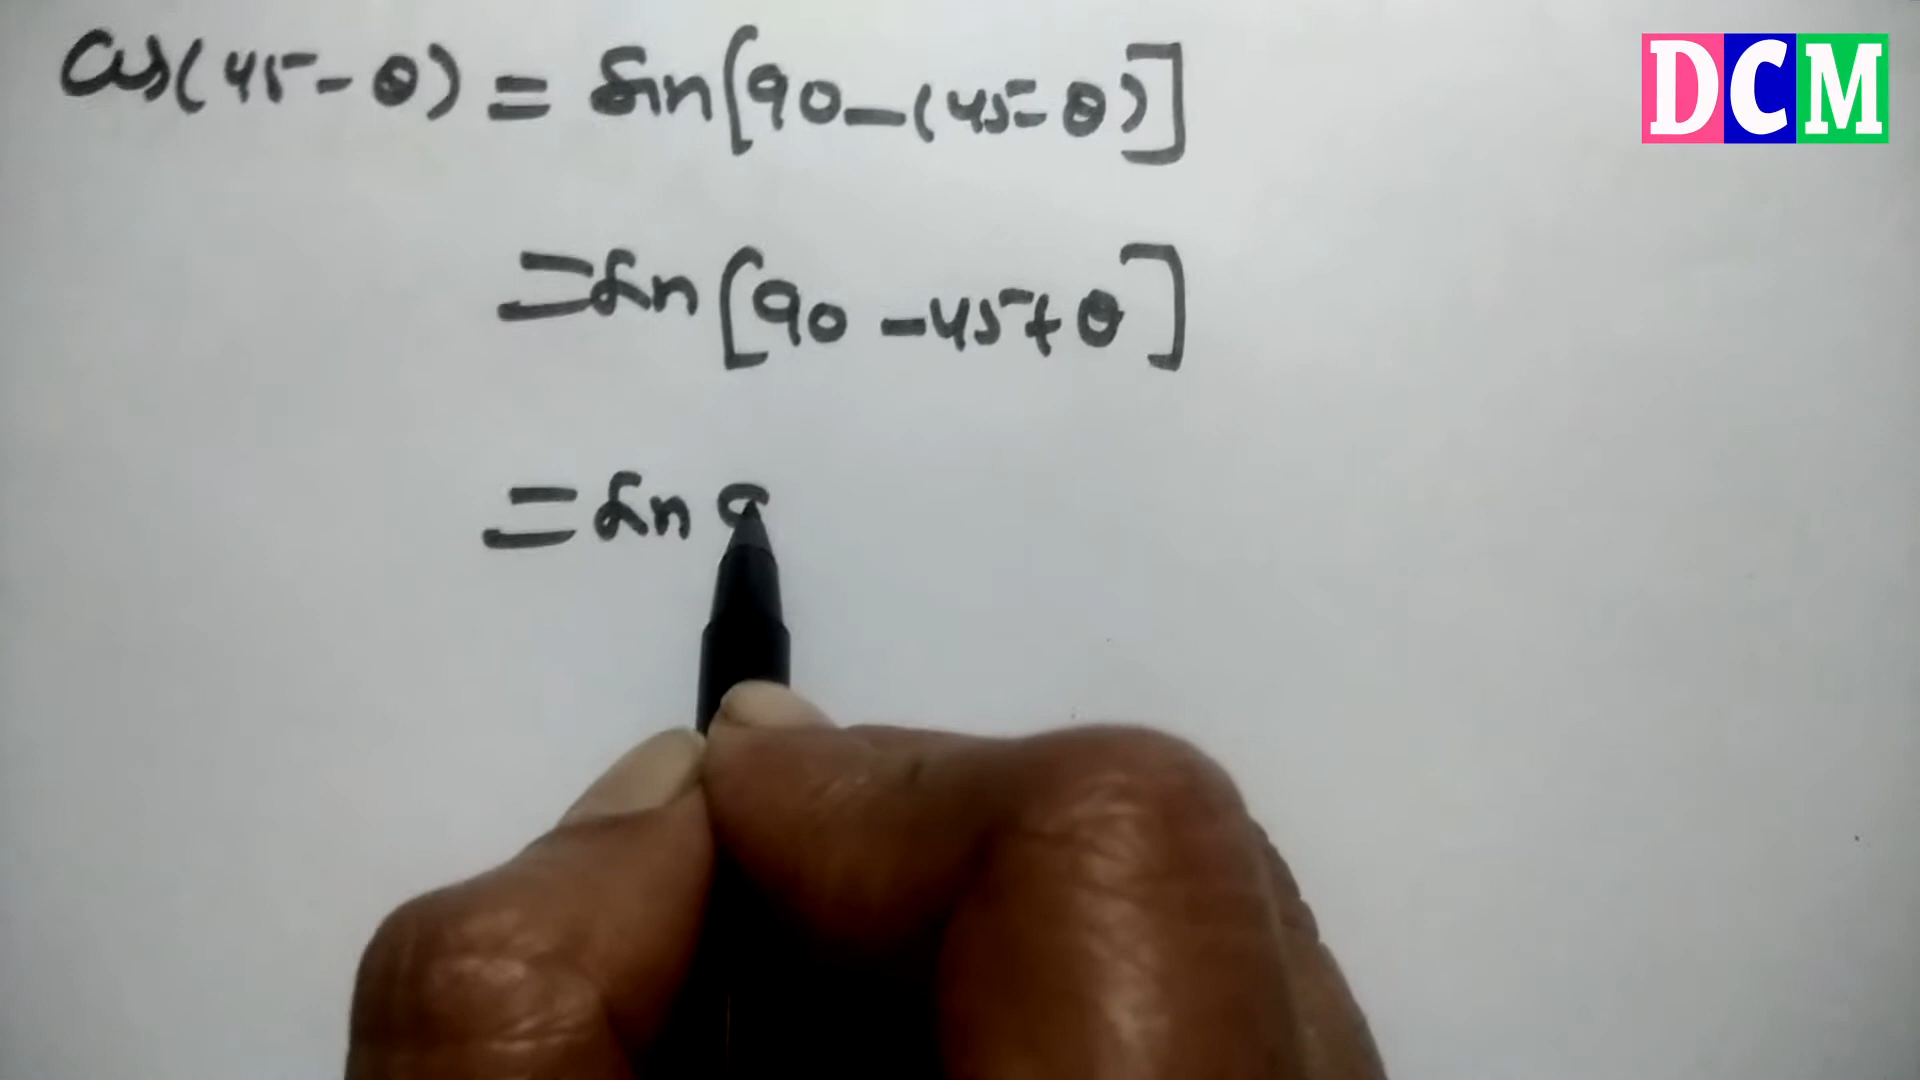 cos(45-θ) = sin[90-(45-θ)]
DCM
= sin[90-45+θ]
= sin